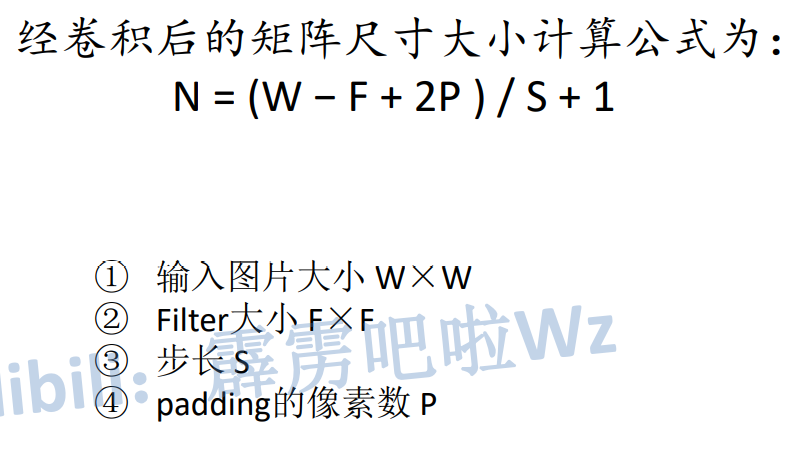 经卷积后的矩阵尺寸大小计算公式为：
N = (W − F + 2P ) / S + 1
① 输入图片大小 W×W
② Filter大小 F×F
③ 步长 S
④ padding的像素数 P
libili：霹雳吧啦Wz